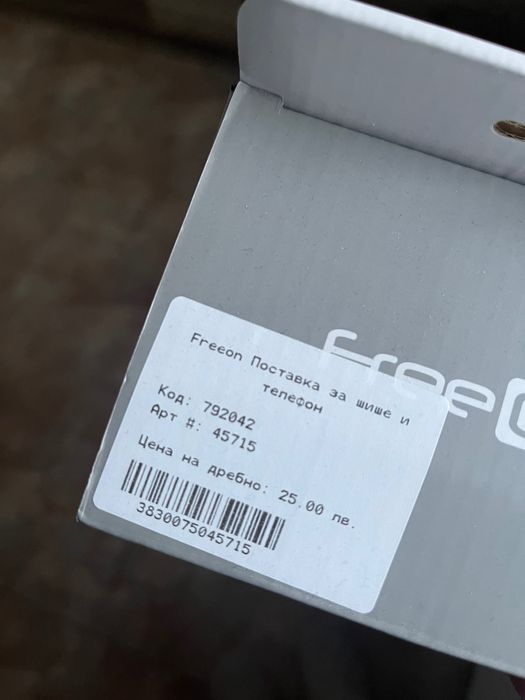 free
Freeon Поставка за шише и
телефон
Код: 792042
Арт #: 45715
Цена на дребно: 25.00 лв.
3830075045715